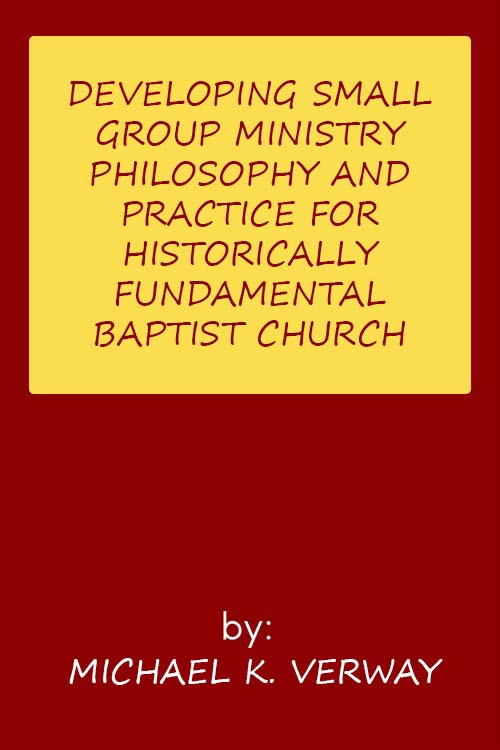 DEVELOPING SMALL
GROUP MINISTRY
PHILOSOPHY AND
PRACTICE FOR
HISTORICALLY
FUNDAMENTAL
BAPTIST CHURCH
by:
MICHAEL K. VERWAY